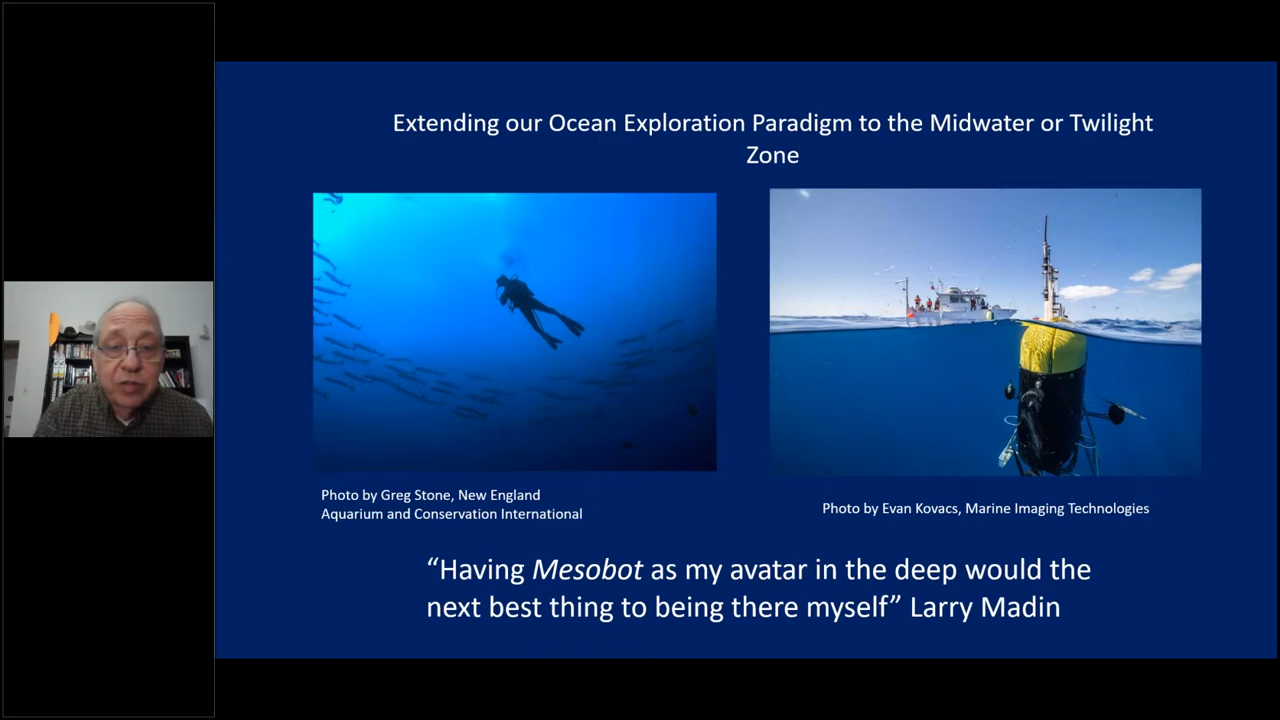 Extending our Ocean Exploration Paradigm to the Midwater or Twilight
Zone
Photo by Greg Stone, New England
Aquarium and Conservation International
Photo by Evan Kovacs, Marine Imaging Technologies
“Having Mesobot as my avatar in the deep would the
next best thing to being there myself” Larry Madin